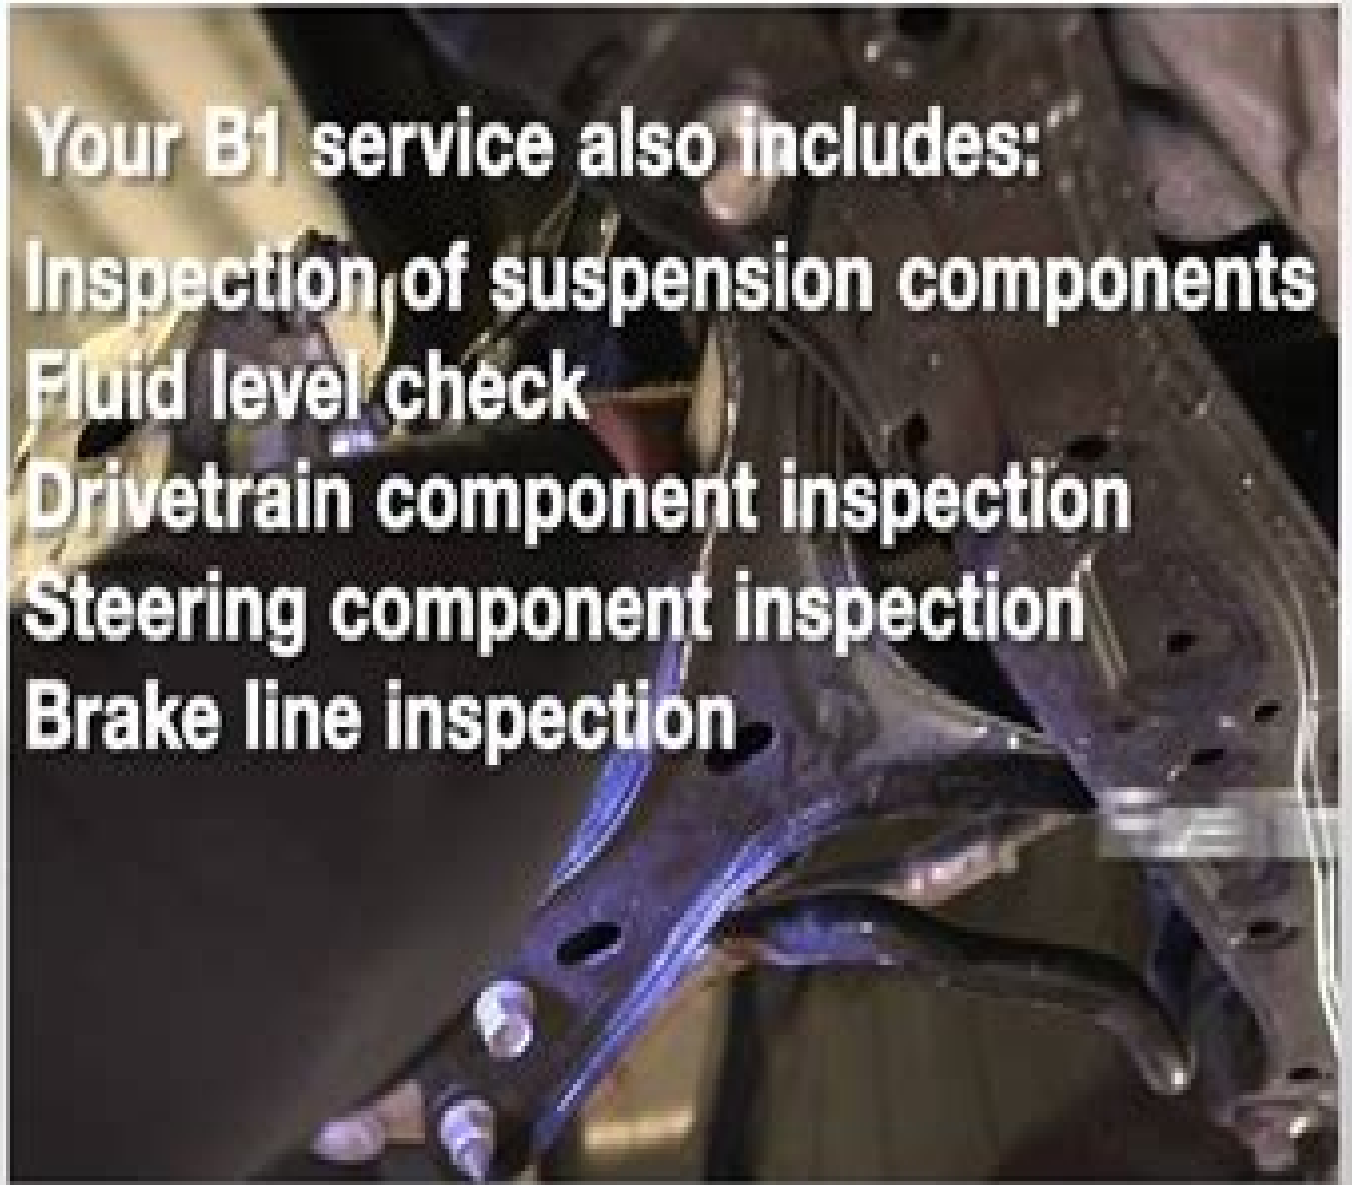 Your B1 service also includes:
Inspection of suspension components
Fluid level check
Drivetrain component inspection
Steering component inspection
Brake line inspection